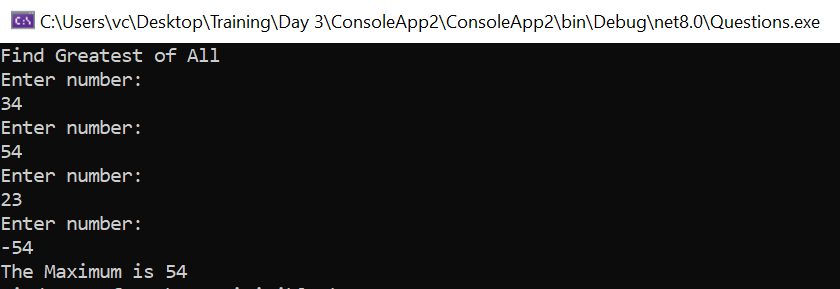 C:\Users\vc\Desktop\Training\Day 3\ConsoleApp2\ConsoleApp2\bin\Debug\net8.0\Questions.exe
Find Greatest of All
Enter number:
34
Enter number:
54
Enter number:
23
Enter number:
-54
The Maximum is 54